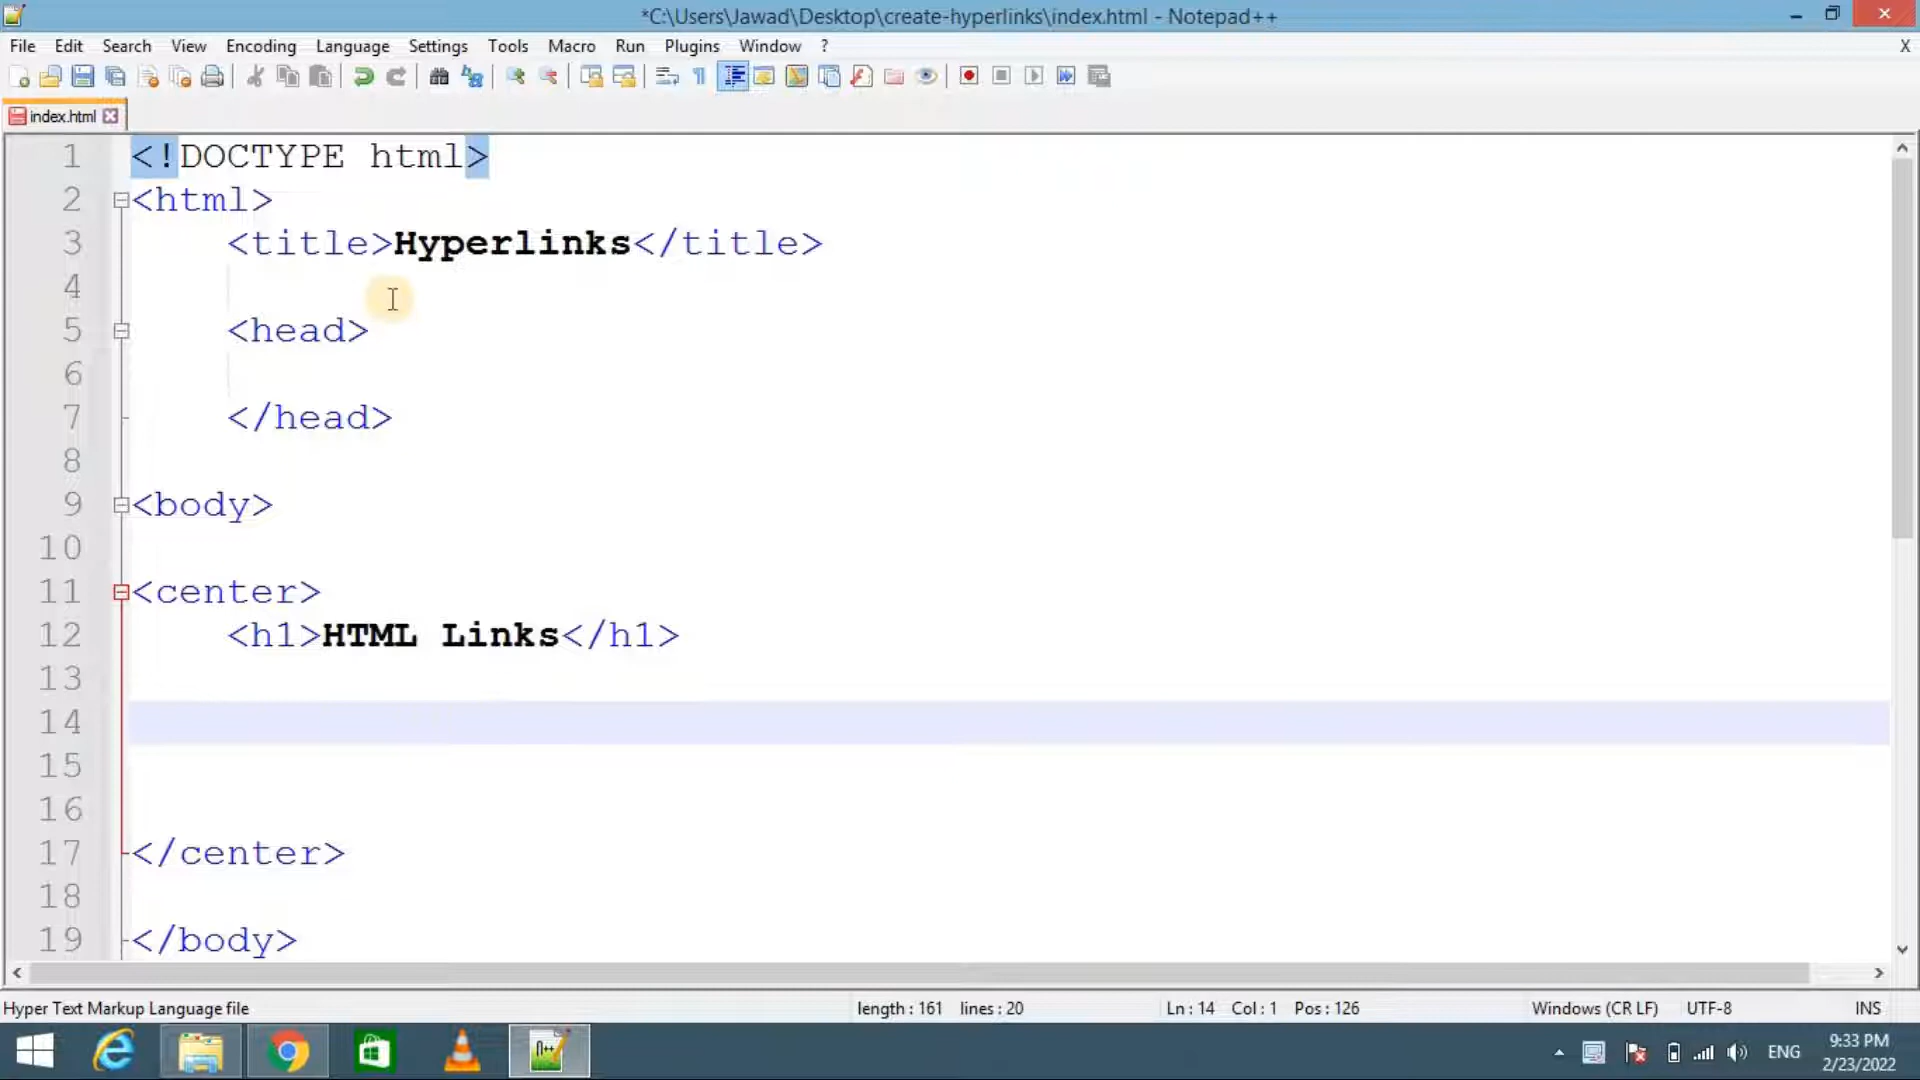 *C:\Users\Jawad\Desktop\create-hyperlinks\index.html - Notepad++
File Edit Search View Encoding Language Settings Tools Macro Run Plugins Window ? X
index.html
1 <!DOCTYPE html>
2 <html>
3 <title>Hyperlinks</title>
4
5 <head>
6
7 </head>
8
9 <body>
10
11 <center>
12 <h1>HTML Links</h1>
13
14
15
16
17 </center>
18
19 </body>
Hyper Text Markup Language file length : 161 lines : 20 Ln : 14 Col : 1 Pos : 126 Windows (CR LF) UTF-8 INS
ENG 9:33 PM
2/23/2022